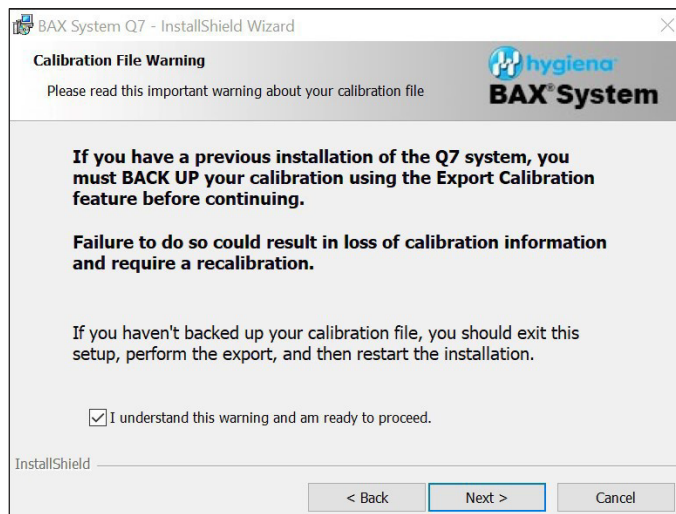 BAX System Q7 - InstallShield Wizard
Calibration File Warning
Please read this important warning about your calibration file
hygiena
BAX®System
If you have a previous installation of the Q7 system, you
must BACK UP your calibration using the Export Calibration
feature before continuing.
Failure to do so could result in loss of calibration information
and require a recalibration.
If you haven't backed up your calibration file, you should exit this
setup, perform the export, and then restart the installation.
I understand this warning and am ready to proceed.
InstallShield
< Back Next > Cancel